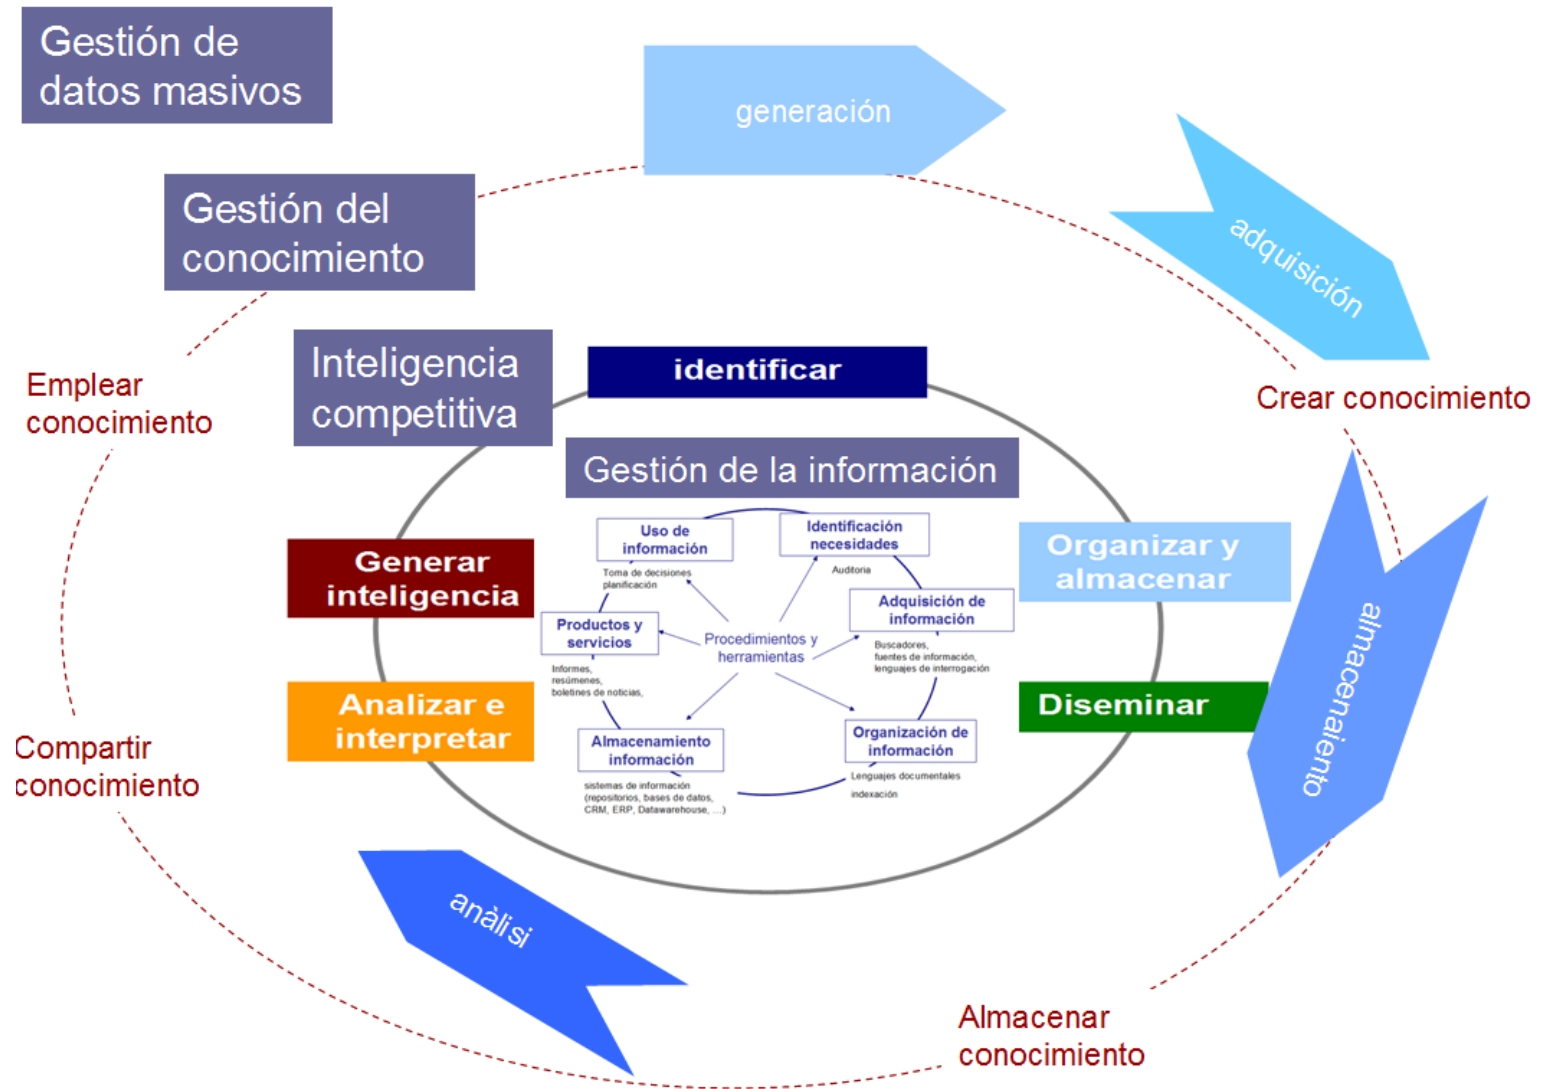 Gestión de
datos masivos
generación
adquisición
Gestión del
conocimiento
Inteligencia
competitiva
identificar
Emplear
conocimiento
Crear conocimiento
Gestión de la información
Uso de
información
Toma de decisiones
planificación
Identificación
necesidades
Auditoria
Generar
inteligencia
Organizar y
almacenar
Adquisición de
información
Buscadores,
fuentes de información,
lenguajes de interrogación
Productos y
servicios
Informes,
resúmenes,
boletines de noticias,
Procedimientos y
herramientas
almacenaiento
Analizar e
interpretar
Diseminar
Almacenamiento
información
sistemas de información
(repositorios, bases de datos,
CRM, ERP, Datawarehouse, ...)
Organización de
información
Lenguajes documentales
indexación
Compartir
conocimiento
anàlisi
Almacenar
conocimiento